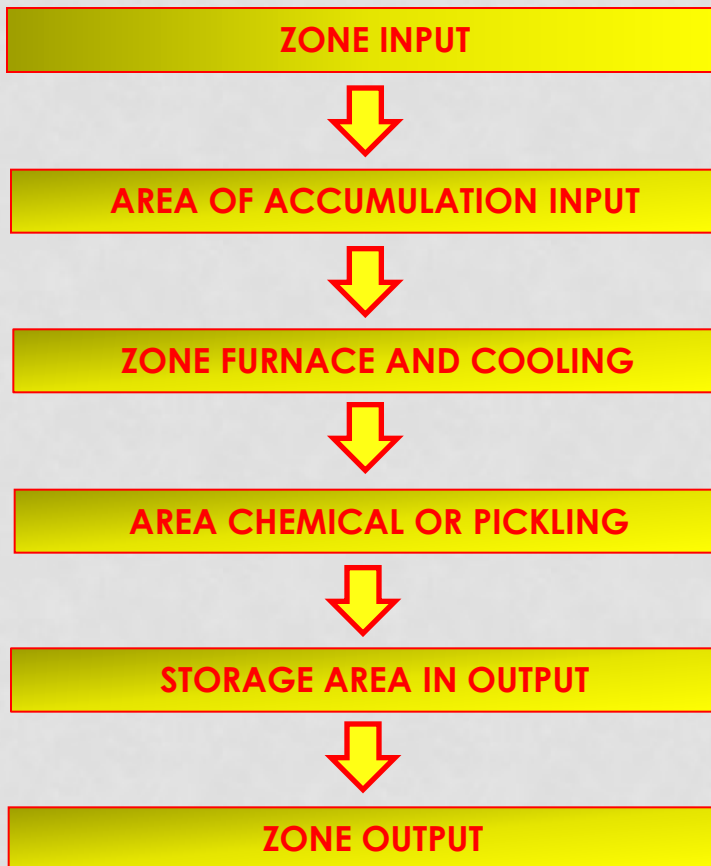 ZONE INPUT
AREA OF ACCUMULATION INPUT
ZONE FURNACE AND COOLING
AREA CHEMICAL OR PICKLING
STORAGE AREA IN OUTPUT
ZONE OUTPUT